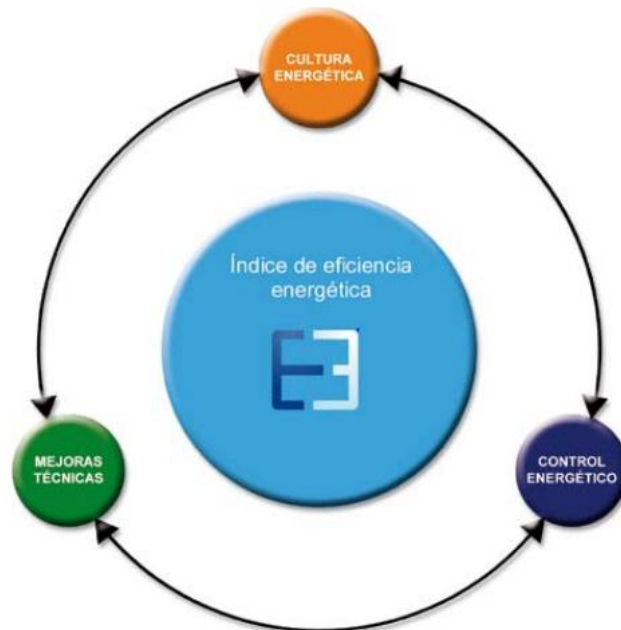 CULTURA
ENERGÉTICA
Índice de eficiencia
energética
E3
MEJORAS
TÉCNICAS
CONTROL
ENERGÉTICO